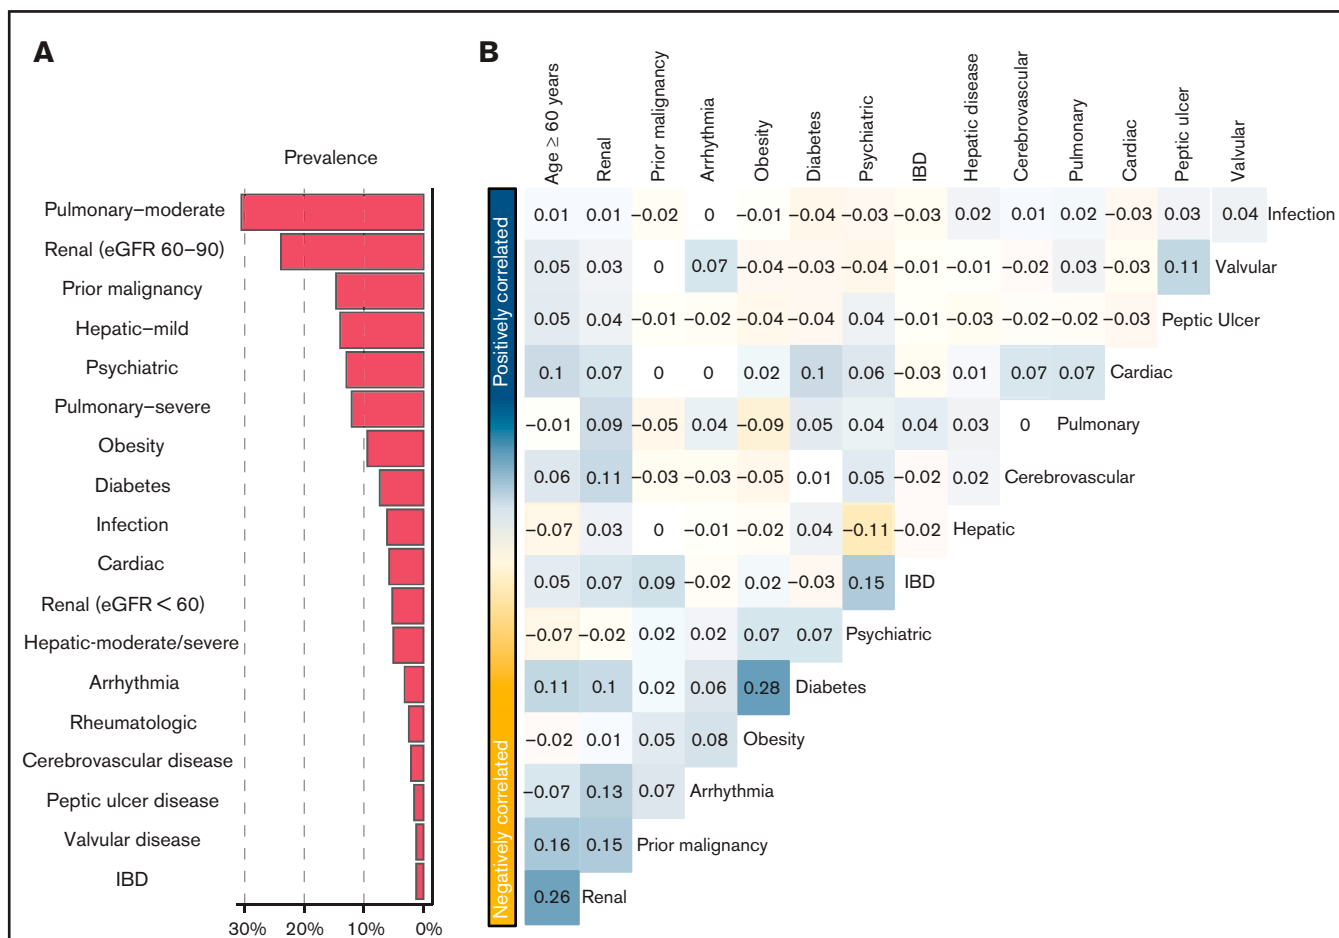 A
Prevalence
Pulmonary–moderate
Renal (eGFR 60–90)
Prior malignancy
Hepatic–mild
Psychiatric
Pulmonary–severe
Obesity
Diabetes
Infection
Cardiac
Renal (eGFR < 60)
Hepatic-moderate/severe
Arrhythmia
Rheumatologic
Cerebrovascular disease
Peptic ulcer disease
Valvular disease
IBD
30% 20% 10% 0%
B
Age ≥ 60 years
Renal
Prior malignancy
Arrhythmia
Obesity
Diabetes
Psychiatric
IBD
Hepatic disease
Cerebrovascular
Pulmonary
Cardiac
Peptic ulcer
Valvular
Positively correlated
Negatively correlated
0.01 0.01 −0.02 0 −0.01 −0.04 −0.03 −0.03 0.02 0.01 0.02 −0.03 0.03 0.04 Infection
0.05 0.03 0 0.07 −0.04 −0.03 −0.04 −0.01 −0.01 −0.02 0.03 −0.03 0.11 Valvular
0.05 0.04 −0.01 −0.02 −0.04 −0.04 0.04 −0.01 −0.03 −0.02 −0.02 −0.03 Peptic Ulcer
0.1 0.07 0 0 0.02 0.1 0.06 −0.03 0.01 0.07 0.07 Cardiac
−0.01 0.09 −0.05 0.04 −0.09 0.05 0.04 0.04 0.03 0 Pulmonary
0.06 0.11 −0.03 −0.03 −0.05 0.01 0.05 −0.02 0.02 Cerebrovascular
−0.07 0.03 0 −0.01 −0.02 0.04 −0.11 −0.02 Hepatic
0.05 0.07 0.09 −0.02 0.02 −0.03 0.15 IBD
−0.07 −0.02 0.02 0.02 0.07 0.07 Psychiatric
0.11 0.1 0.02 0.06 0.28 Diabetes
−0.02 0.01 0.05 0.08 Obesity
−0.07 0.13 0.07 Arrhythmia
0.16 0.15 Prior malignancy
0.26 Renal